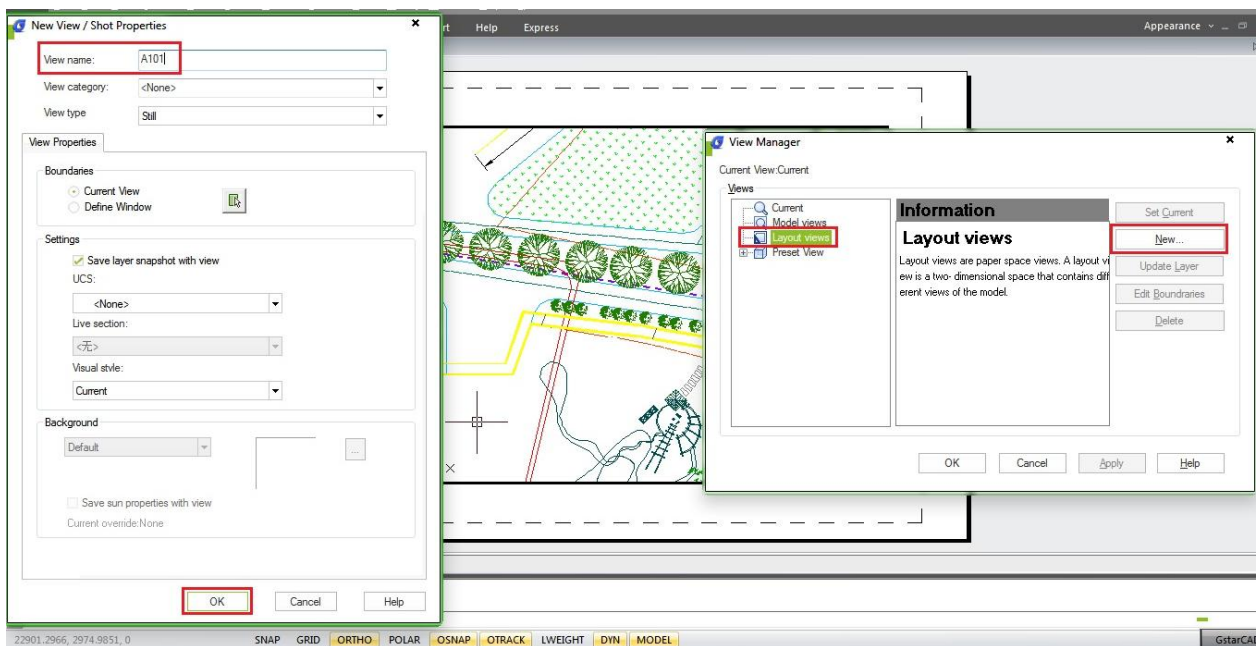 New View / Shot Properties
View name: A101
View category: <None>
View type Still
View Properties
Boundaries
Current View
Define Window
Settings
Save layer snapshot with view
UCS:
<None>
Live section:
<无>
Visual style:
Current
Background
Default
...
Save sun properties with view
Current override:None
OK Cancel Help
Help Express
Appearance
View Manager
Current View:Current
Views
Current
Model views
Layout views
Preset View
Information
Layout views
Layout views are paper space views. A layout vi
ew is a two- dimensional space that contains diff
erent views of the model.
Set Current
New...
Update Layer
Edit Boundaries
Delete
OK Cancel Apply Help
X
22901.2966, 2974.9851, 0 SNAP GRID ORTHO POLAR OSNAP OTRACK LWEIGHT DYN MODEL